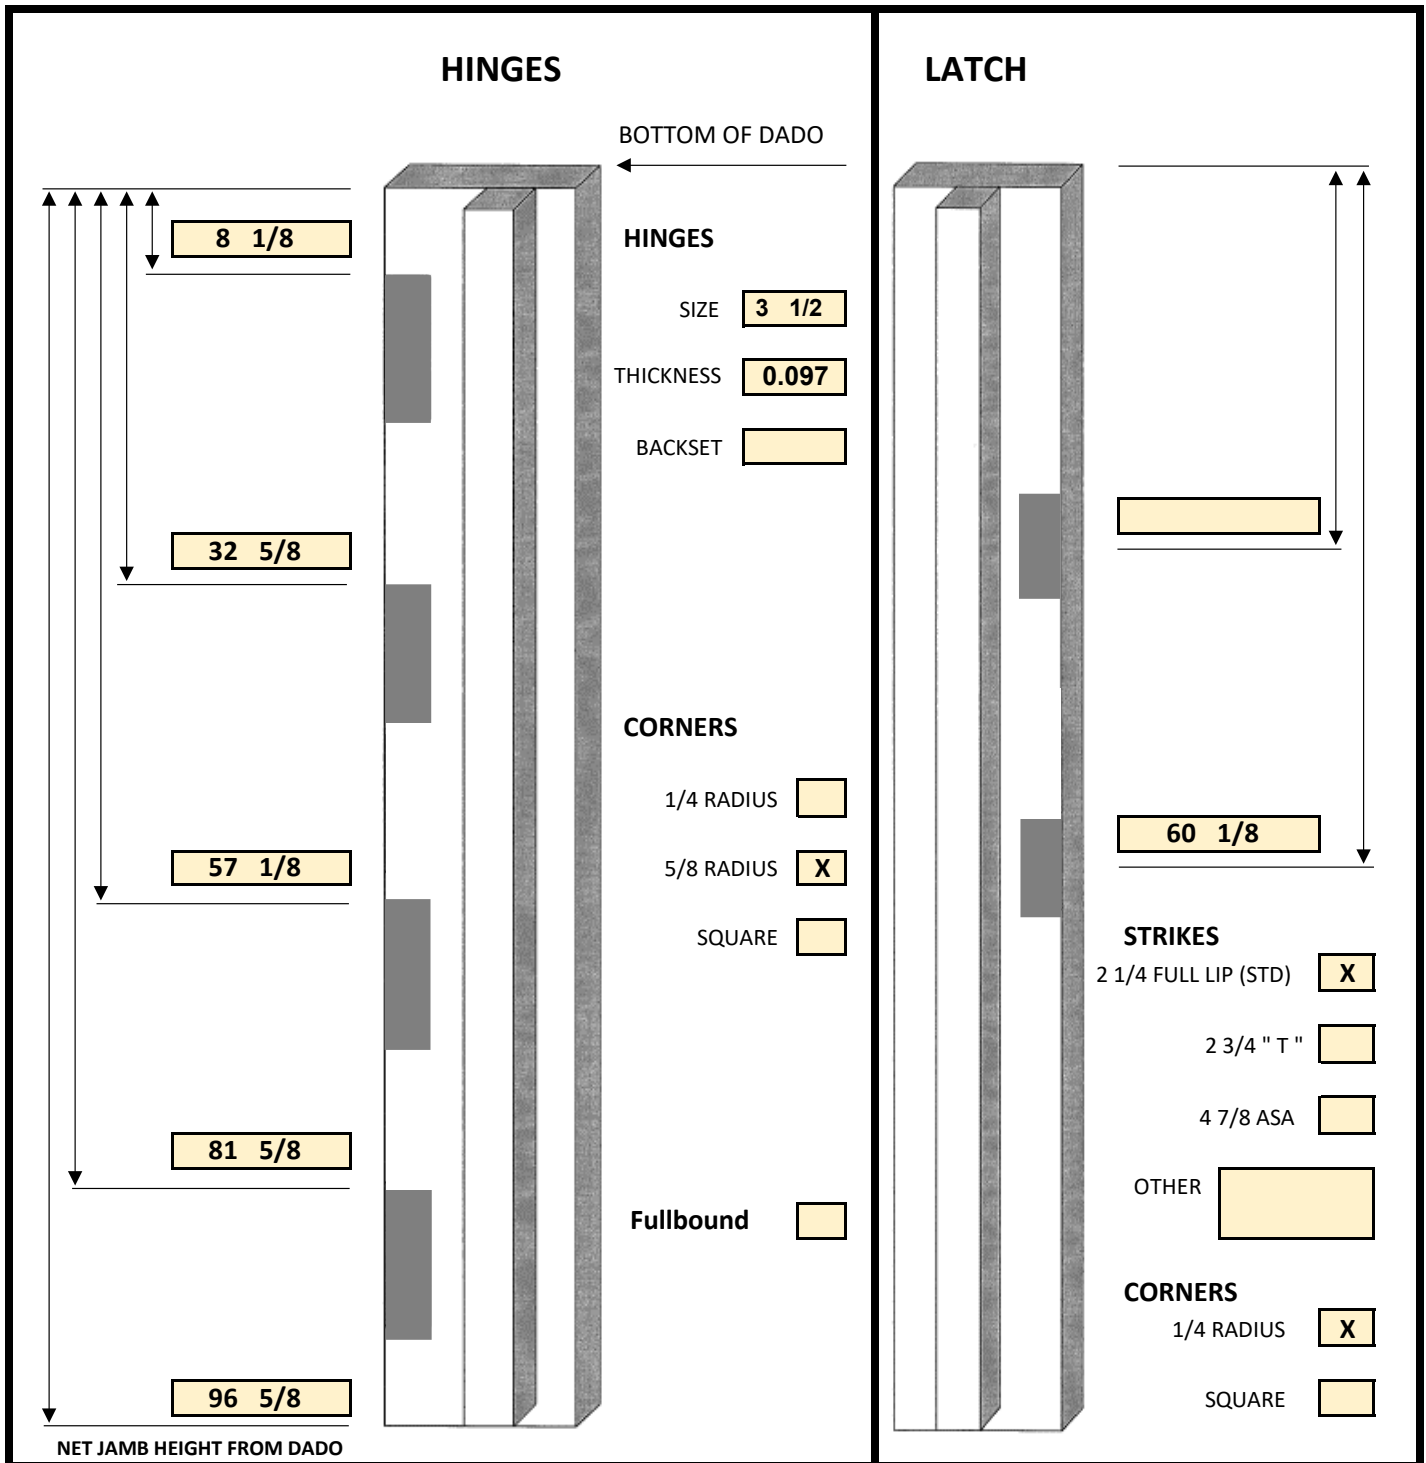 HINGES
BOTTOM OF DADO
8 1/8
32 5/8
57 1/8
81 5/8
96 5/8
NET JAMB HEIGHT FROM DADO
HINGES
SIZE 3 1/2
THICKNESS 0.097
BACKSET
CORNERS
1/4 RADIUS
5/8 RADIUS X
SQUARE
Fullbound
LATCH
60 1/8
STRIKES
2 1/4 FULL LIP (STD) X
2 3/4 " T "
4 7/8 ASA
OTHER
CORNERS
1/4 RADIUS X
SQUARE